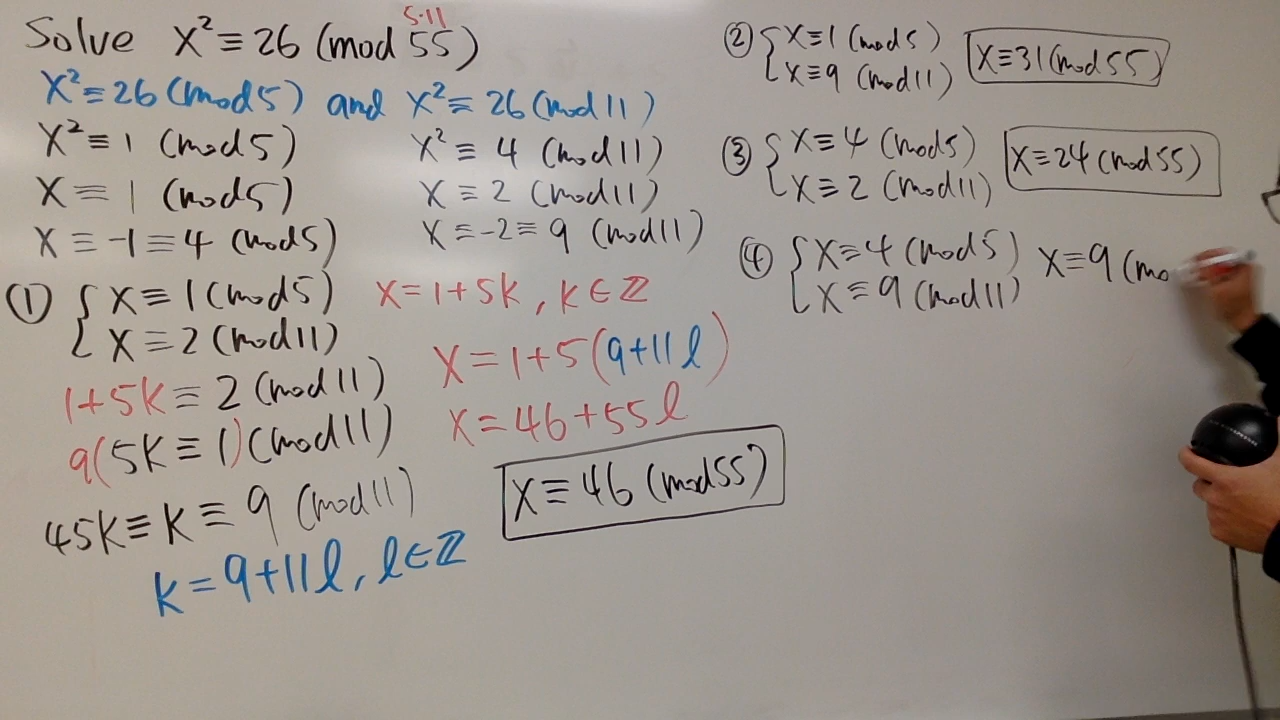 5·11
Solve x² ≡ 26 (mod 55)
x² ≡ 26 (mod 5) and x² ≡ 26 (mod 11)
x² ≡ 1 (mod 5)
x ≡ 1 (mod 5)
x ≡ -1 ≡ 4 (mod 5)
x² ≡ 4 (mod 11)
x ≡ 2 (mod 11)
x ≡ -2 ≡ 9 (mod 11)
① { x ≡ 1 (mod 5)
x ≡ 2 (mod 11)
1+5k ≡ 2 (mod 11)
9(5k ≡ 1) (mod 11)
45k ≡ k ≡ 9 (mod 11)
k = 9+11l, l ∈ ℤ
x = 1+5k, k ∈ ℤ
x = 1+5(9+11l)
x = 46+55l
x ≡ 46 (mod 55)
② { x ≡ 1 (mod 5)
x ≡ 9 (mod 11)
x ≡ 31 (mod 55)
③ { x ≡ 4 (mod 5)
x ≡ 2 (mod 11)
x ≡ 24 (mod 55)
④ { x ≡ 4 (mod 5)
x ≡ 9 (mod 11)
x ≡ 9 (mo